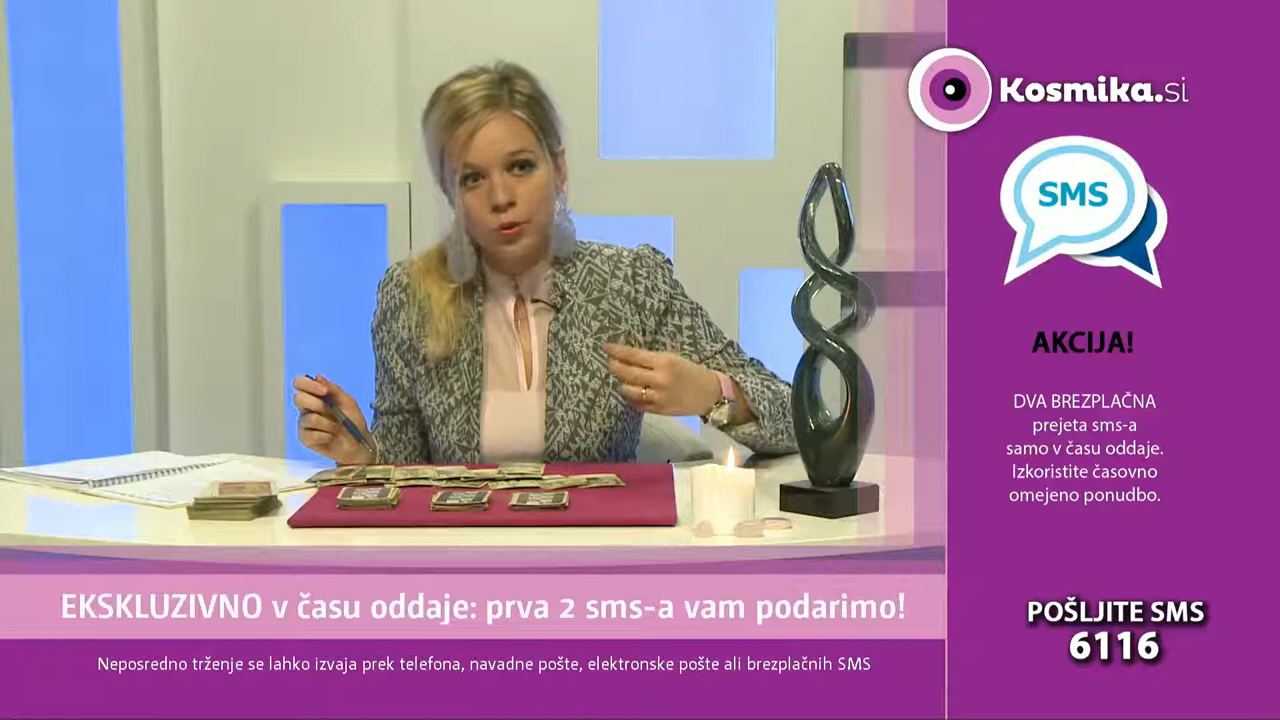 Kosmika.si
SMS
AKCIJA!
DVA BREZPLAČNA
prejeta sms-a
samo v času oddaje.
Izkoristite časovno
omejeno ponudbo.
EKSKLUZIVNO v času oddaje: prva 2 sms-a vam podarimo!
POŠLJITE SMS
6116
Neposredno trženje se lahko izvaja prek telefona, navadne pošte, elektronske pošte ali brezplačnih SMS